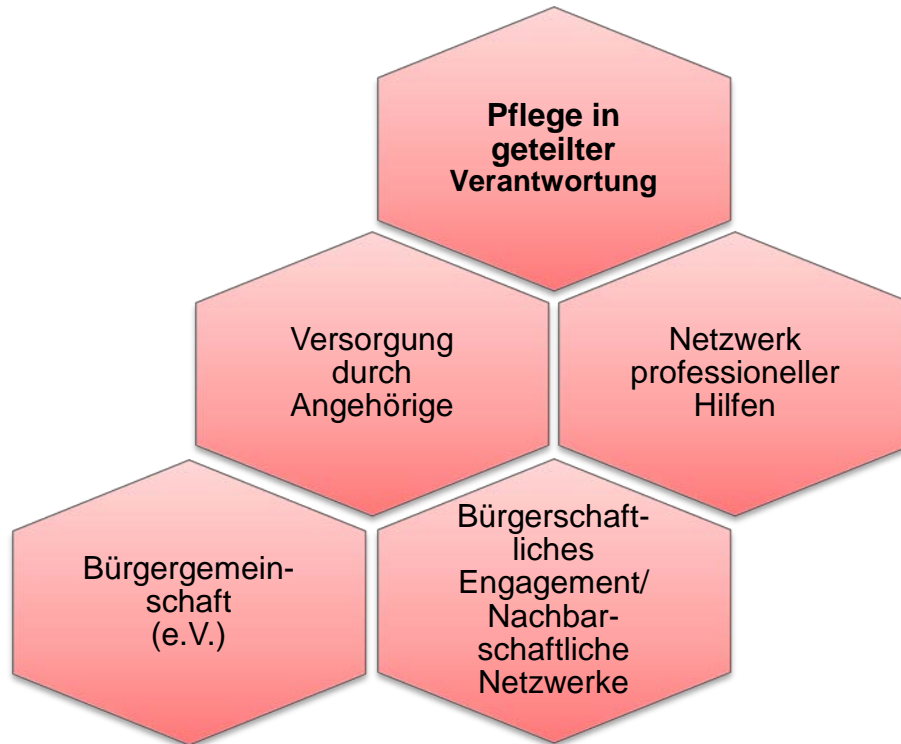 Pflege in
geteilter
Verantwortung
Versorgung
durch
Angehörige
Netzwerk
professioneller
Hilfen
Bürgergemein-
schaft
(e.V.)
Bürgerschaft-
liches
Engagement/
Nachbar-
schaftliche
Netzwerke